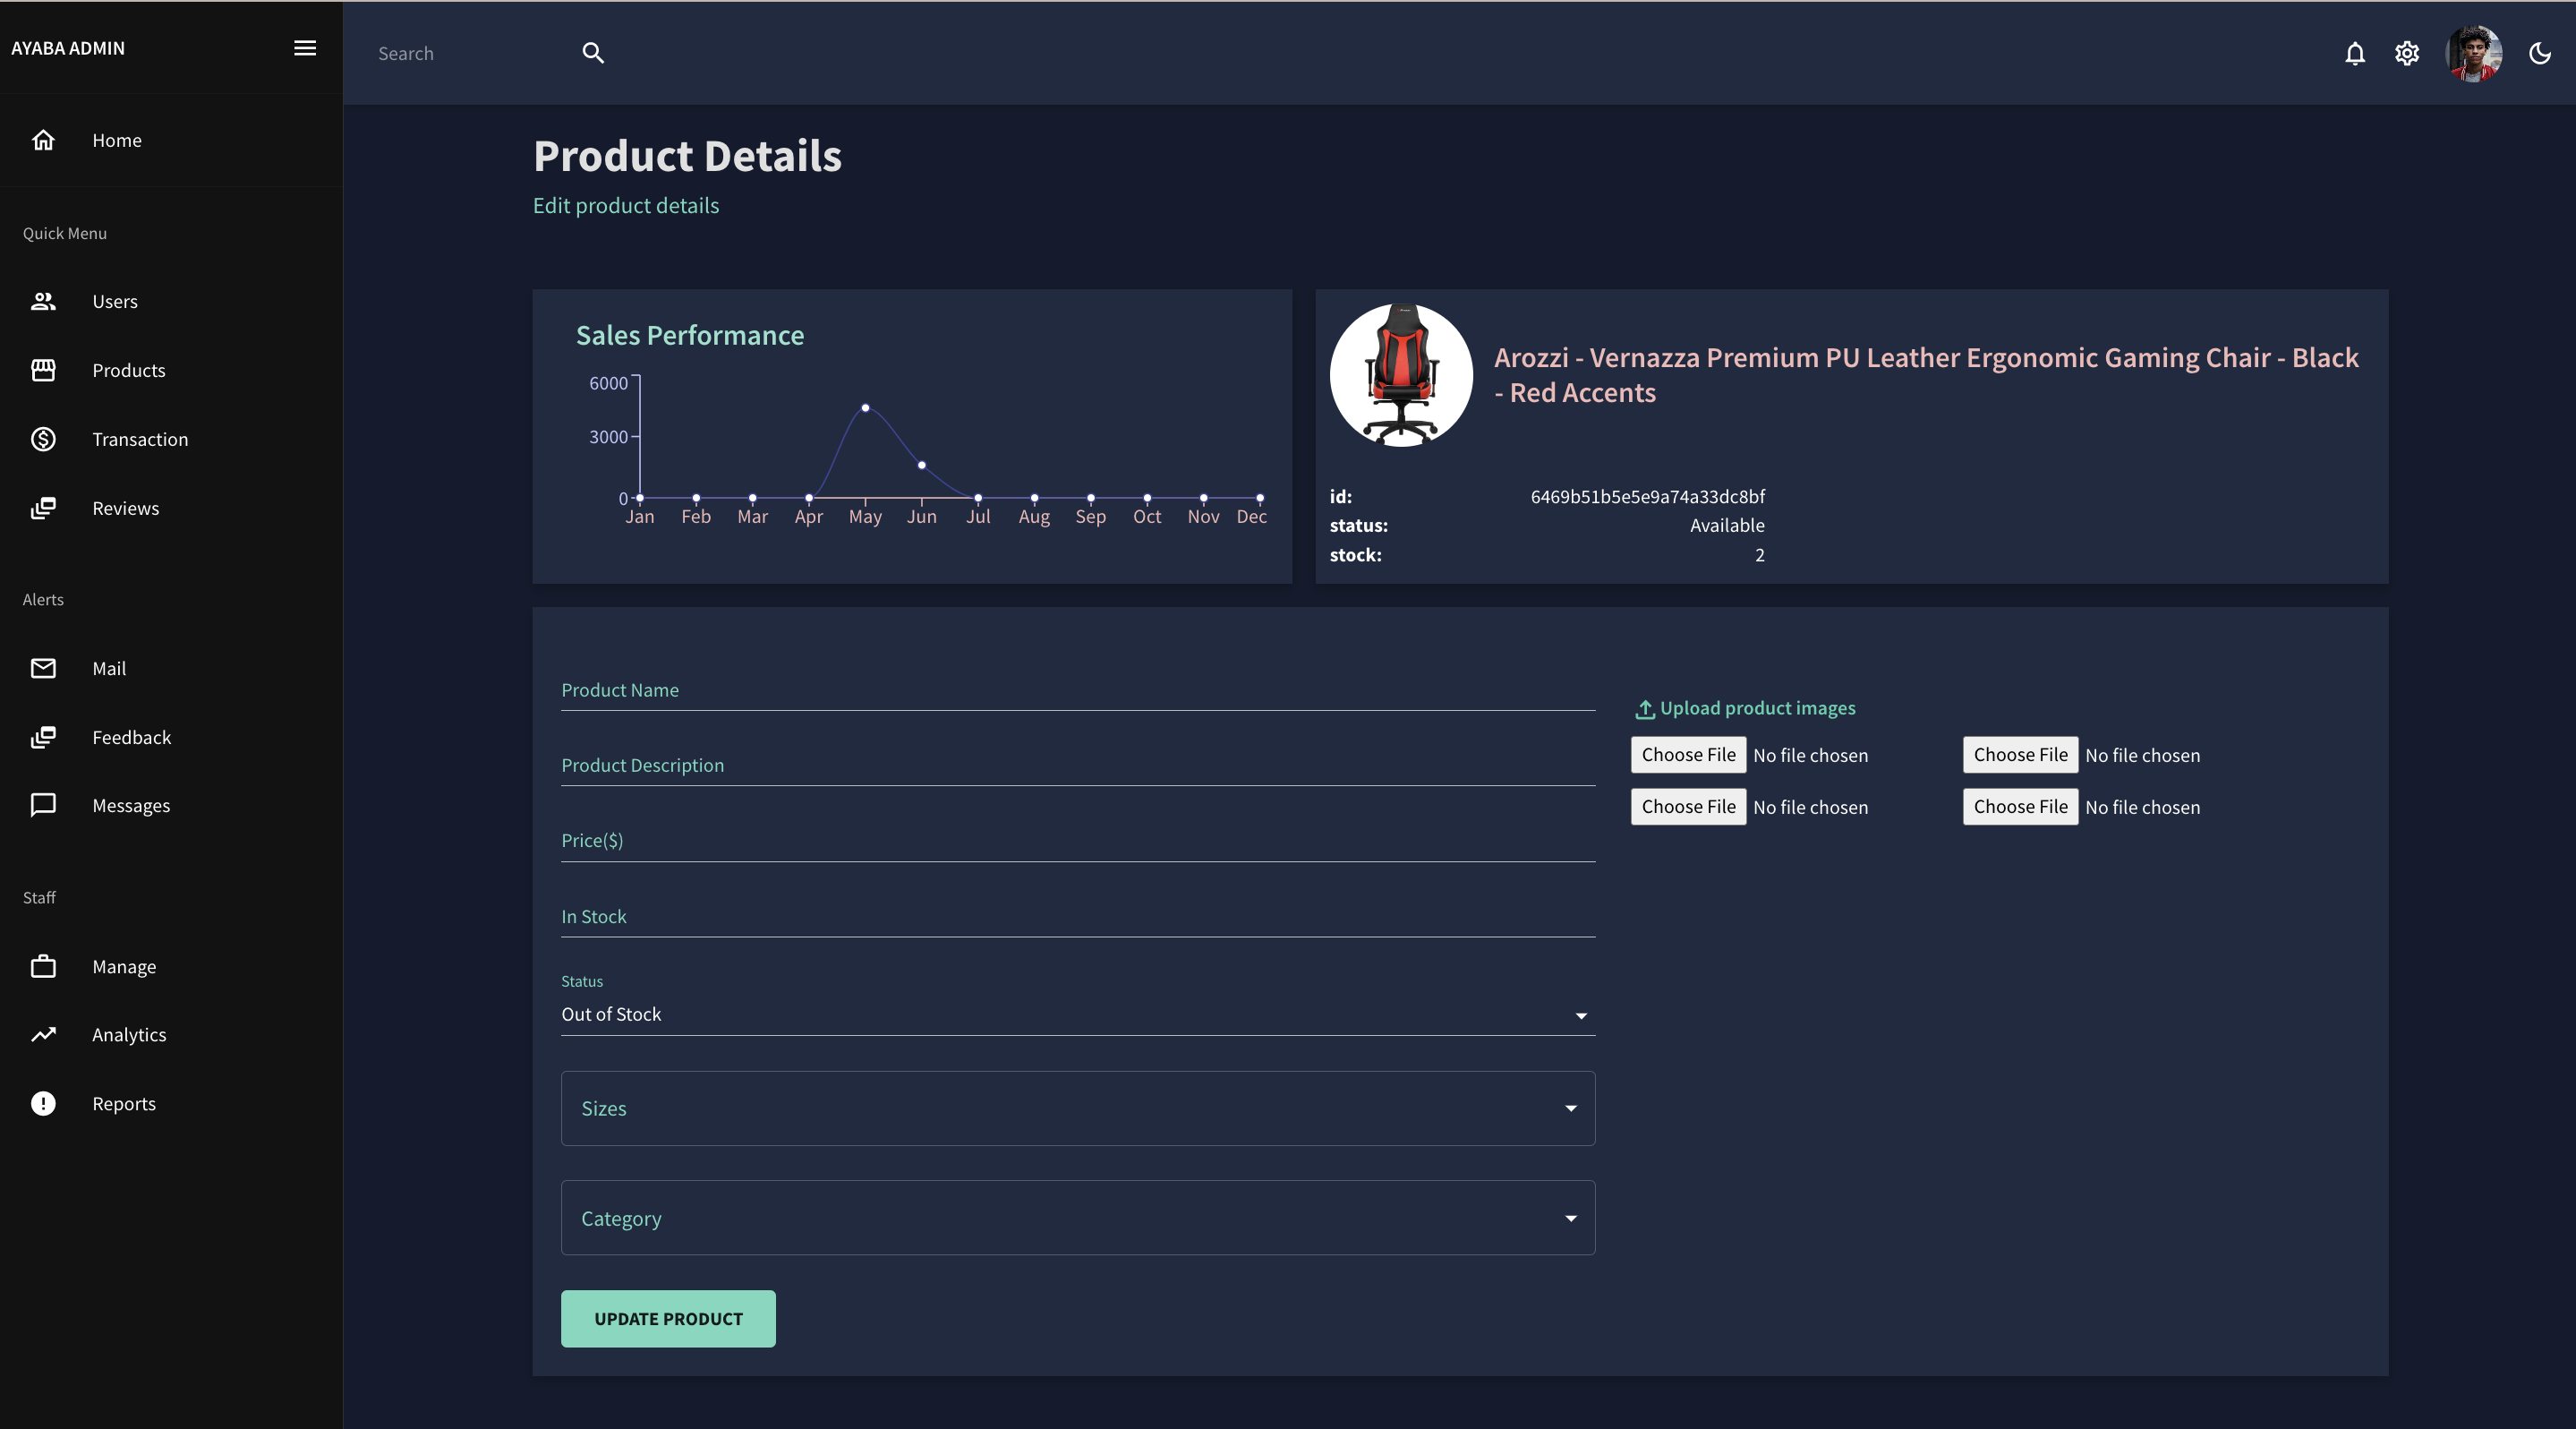 AYABA ADMIN
Search
Home
Quick Menu
Users
Products
Transaction
Reviews
Alerts
Mail
Feedback
Messages
Staff
Manage
Analytics
Reports
Product Details
Edit product details
Sales Performance
6000
3000
0
Jan Feb Mar Apr May Jun Jul Aug Sep Oct Nov Dec
Arozzi - Vernazza Premium PU Leather Ergonomic Gaming Chair - Black
- Red Accents
id: 6469b51b5e5e9a74a33dc8bf
status: Available
stock: 2
Product Name
Product Description
Price($)
In Stock
Status
Out of Stock
Sizes
Category
UPDATE PRODUCT
Upload product images
Choose File No file chosen Choose File No file chosen
Choose File No file chosen Choose File No file chosen